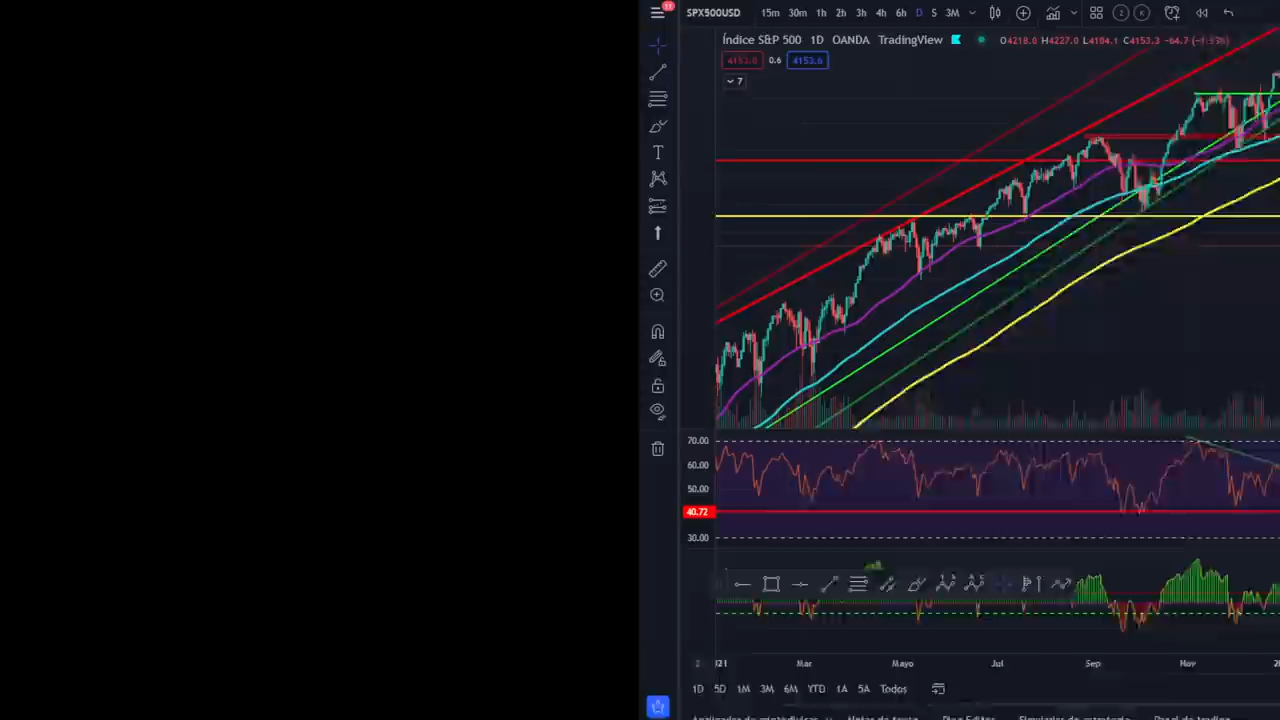 11
SPX500USD 15m 30m 1h 2h 3h 4h 6h D S 3M
Índice S&P 500 1D OANDA TradingView O4218.0 H4227.0 L4104.1 C4153.3 −64.7
4153.0 0.6 4153.6
7
70.00
60.00
50.00
40.72
30.00
Mar Mayo Jul Sep Nov
1D 5D 1M 3M 6M YTD 1A 5A Todos